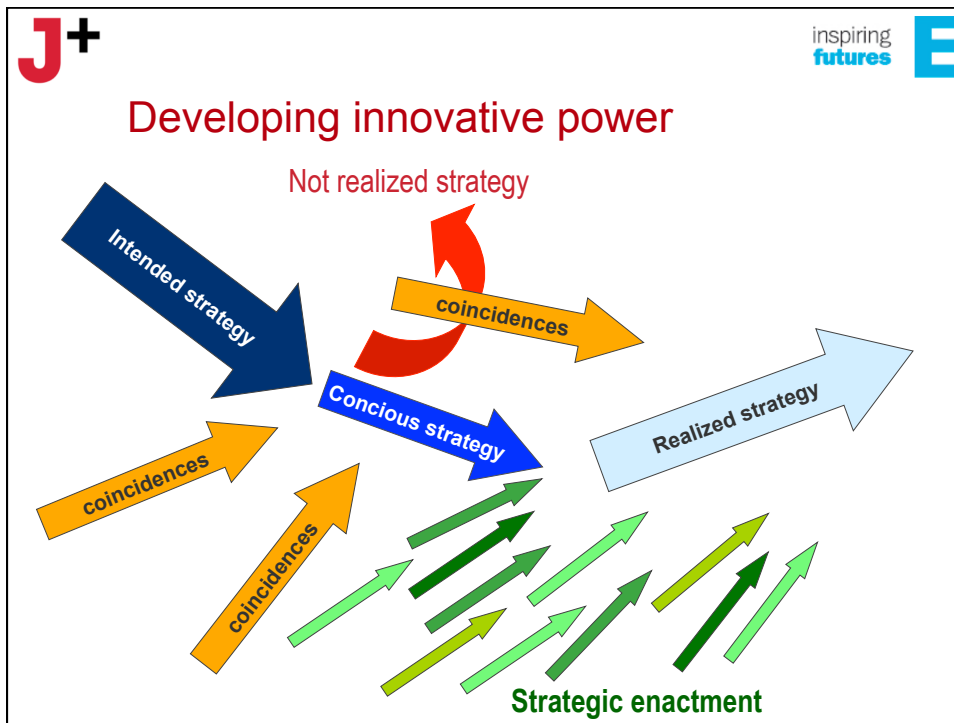 J+
inspiring
futures
E
Developing innovative power
Not realized strategy
Intended strategy
coincidences
Concious strategy
Realized strategy
coincidences
coincidences
Strategic enactment